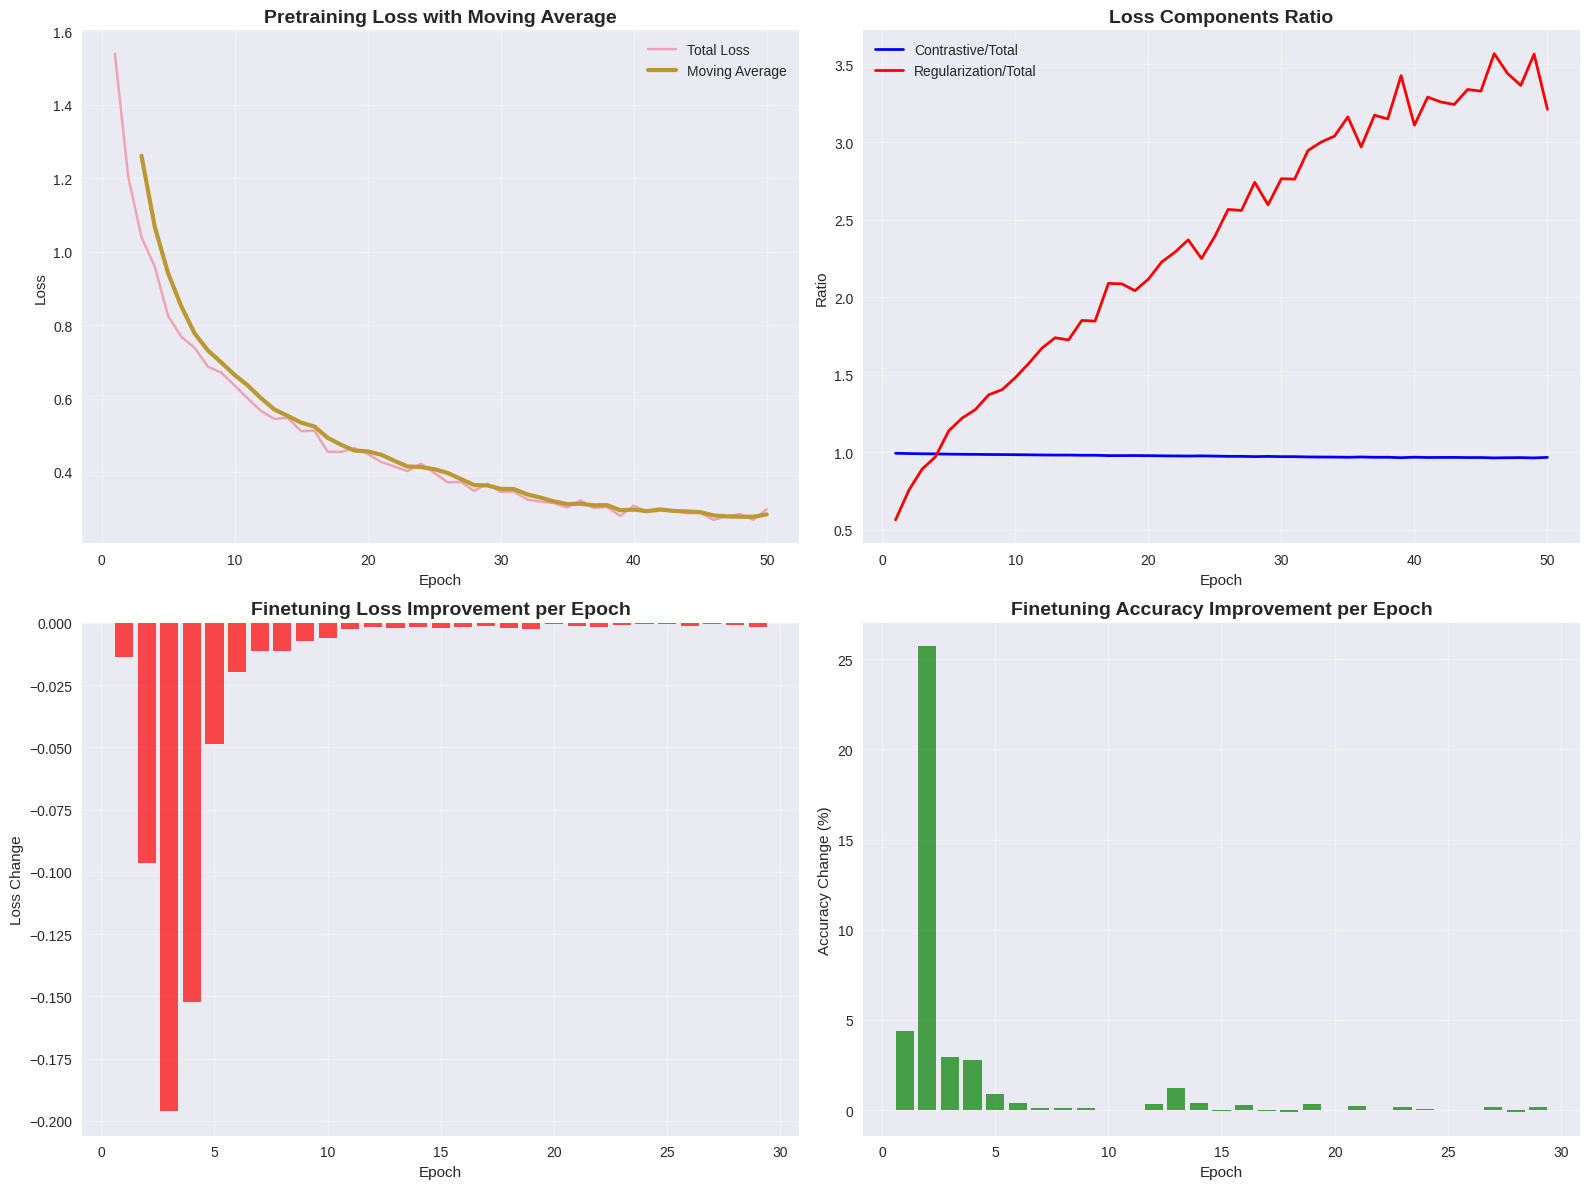 Pretraining Loss with Moving Average
1.6
1.4
1.2
1.0
0.8
0.6
0.4
Loss
Total Loss
Moving Average
0 10 20 30 40 50
Epoch
Loss Components Ratio
3.5
3.0
2.5
2.0
1.5
1.0
0.5
Ratio
Contrastive/Total
Regularization/Total
0 10 20 30 40 50
Epoch
Finetuning Loss Improvement per Epoch
0.000
−0.025
−0.050
−0.075
−0.100
−0.125
−0.150
−0.175
−0.200
Loss Change
0 5 10 15 20 25 30
Epoch
Finetuning Accuracy Improvement per Epoch
25
20
15
10
5
0
Accuracy Change (%)
0 5 10 15 20 25 30
Epoch